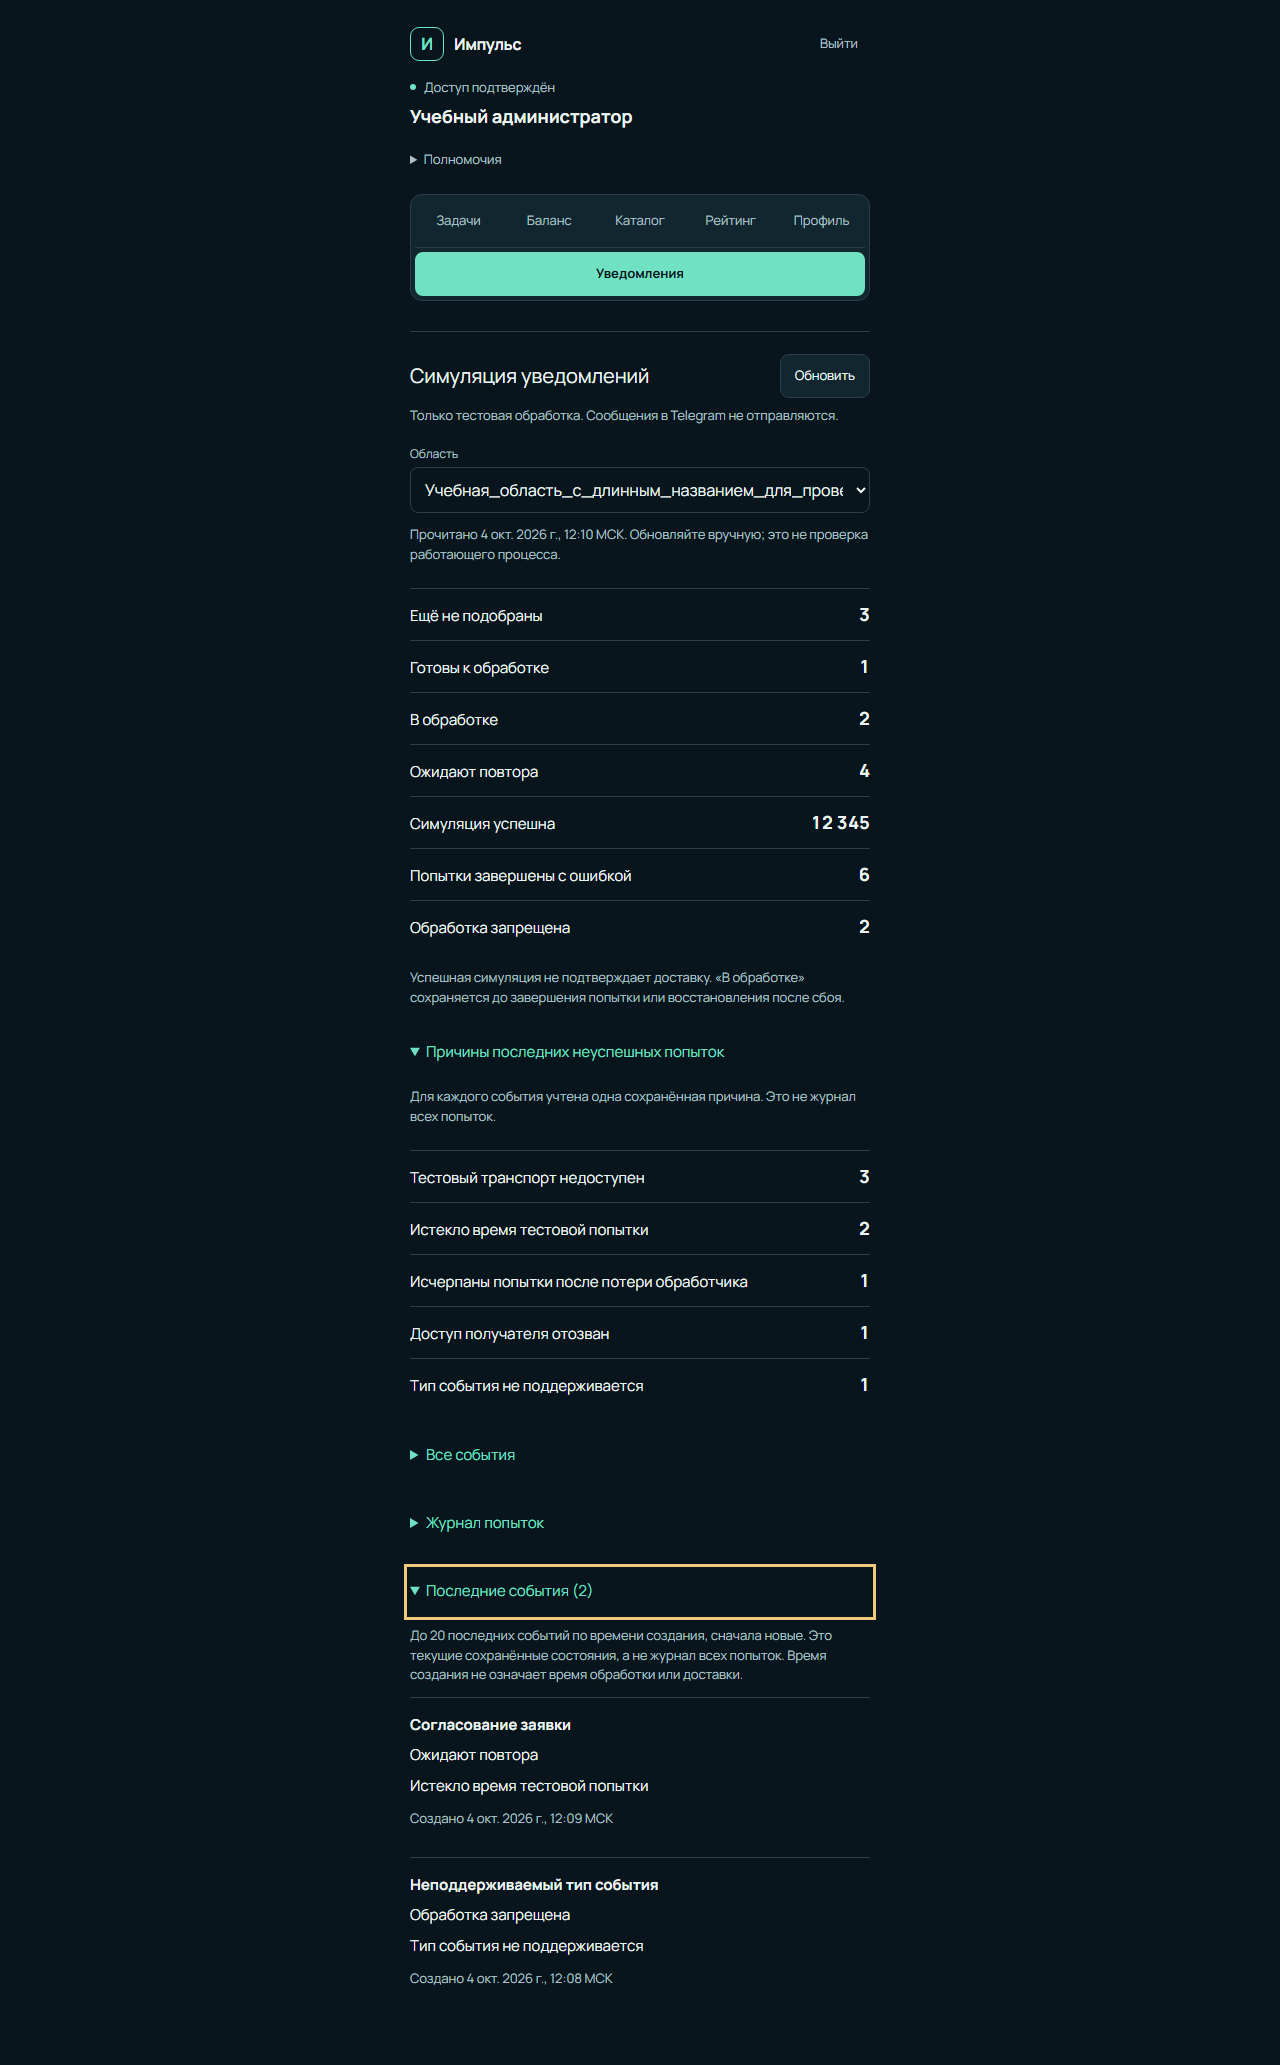 И Импульс
Выйти
Доступ подтверждён
Учебный администратор
Полномочия
Задачи Баланс Каталог Рейтинг Профиль
Уведомления
Симуляция уведомлений
Обновить
Только тестовая обработка. Сообщения в Telegram не отправляются.
Область
Учебная_область_с_длинным_названием_для_прове
Прочитано 4 окт. 2026 г., 12:10 МСК. Обновляйте вручную; это не проверка
работающего процесса.
Ещё не подобраны 3
Готовы к обработке 1
В обработке 2
Ожидают повтора 4
Симуляция успешна 12 345
Попытки завершены с ошибкой 6
Обработка запрещена 2
Успешная симуляция не подтверждает доставку. «В обработке»
сохраняется до завершения попытки или восстановления после сбоя.
Причины последних неуспешных попыток
Для каждого события учтена одна сохранённая причина. Это не журнал
всех попыток.
Тестовый транспорт недоступен 3
Истекло время тестовой попытки 2
Исчерпаны попытки после потери обработчика 1
Доступ получателя отозван 1
Тип события не поддерживается 1
Все события
Журнал попыток
Последние события (2)
До 20 последних событий по времени создания, сначала новые. Это
текущие сохранённые состояния, а не журнал всех попыток. Время
создания не означает время обработки или доставки.
Согласование заявки
Ожидают повтора
Истекло время тестовой попытки
Создано 4 окт. 2026 г., 12:09 МСК
Неподдерживаемый тип события
Обработка запрещена
Тип события не поддерживается
Создано 4 окт. 2026 г., 12:08 МСК